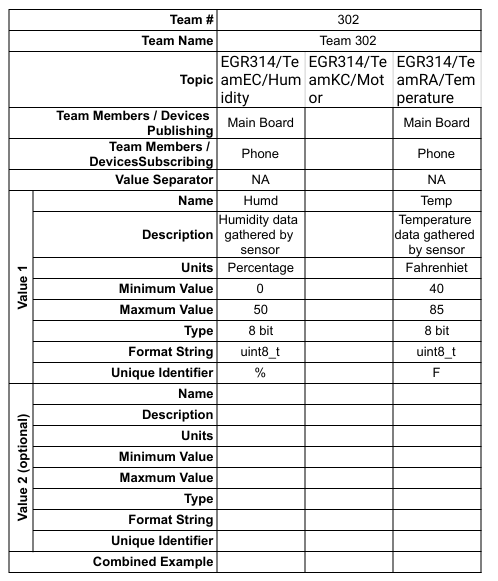 Team # 302
Team Name Team 302
Topic EGR314/TeamEC/Humidity EGR314/TeamKC/Motor EGR314/TeamRA/Temperature
Team Members / Devices Publishing Main Board Main Board
Team Members / DevicesSubscribing Phone Phone
Value Separator NA NA
Value 1
Name Humd Temp
Description Humidity data gathered by sensor Temperature data gathered by sensor
Units Percentage Fahrenhiet
Minimum Value 0 40
Maxmum Value 50 85
Type 8 bit 8 bit
Format String uint8_t uint8_t
Unique Identifier % F
Value 2 (optional)
Name
Description
Units
Minimum Value
Maxmum Value
Type
Format String
Unique Identifier
Combined Example